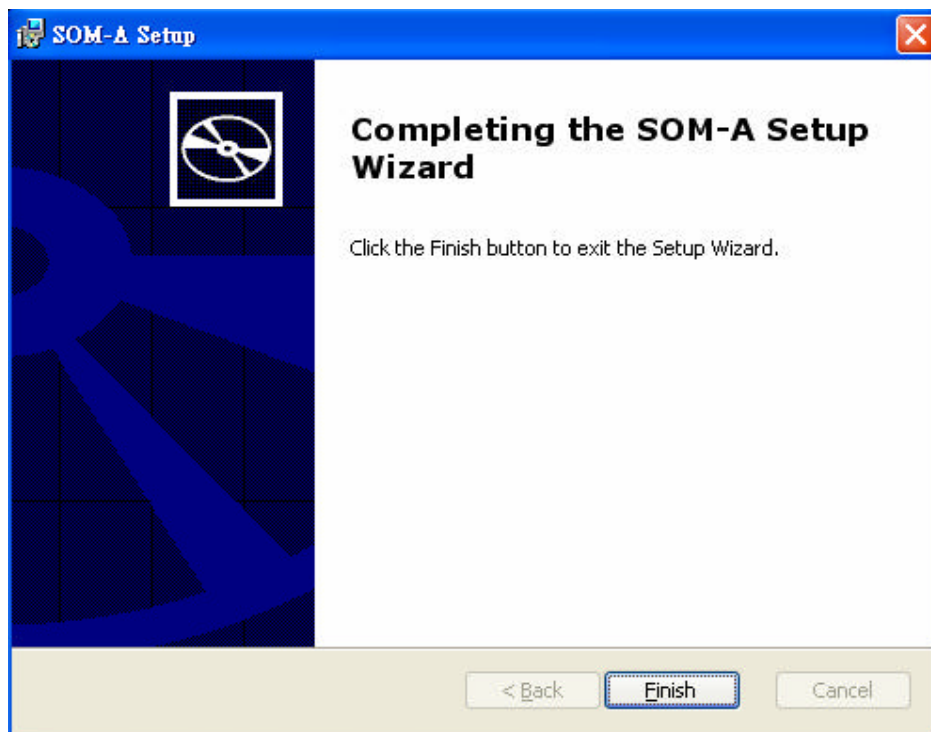 SOM-A Setup
Completing the SOM-A Setup
Wizard
Click the Finish button to exit the Setup Wizard.
< Back Finish Cancel